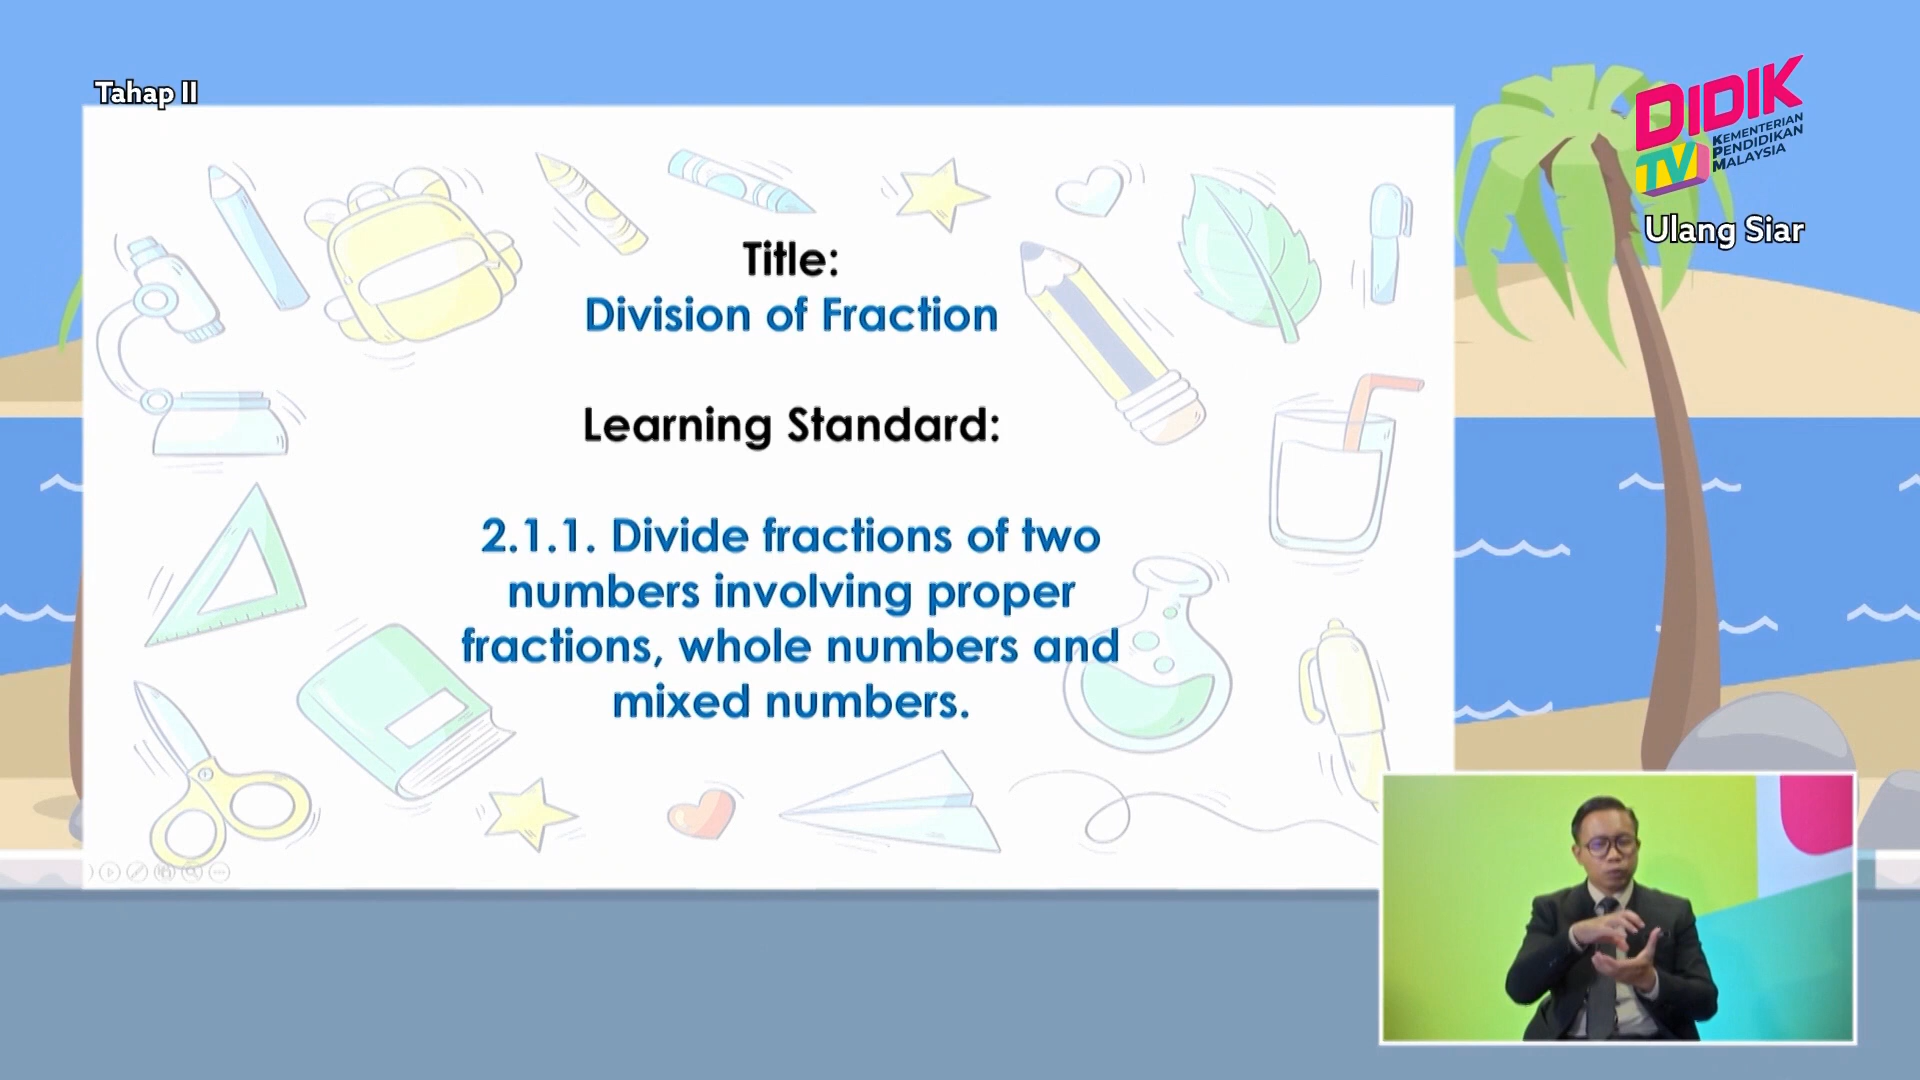 Tahap II
DIDIK
TV
KEMENTERIAN
PENDIDIKAN
MALAYSIA
Ulang Siar
Title:
Division of Fraction
Learning Standard:
2.1.1. Divide fractions of two
numbers involving proper
fractions, whole numbers and
mixed numbers.